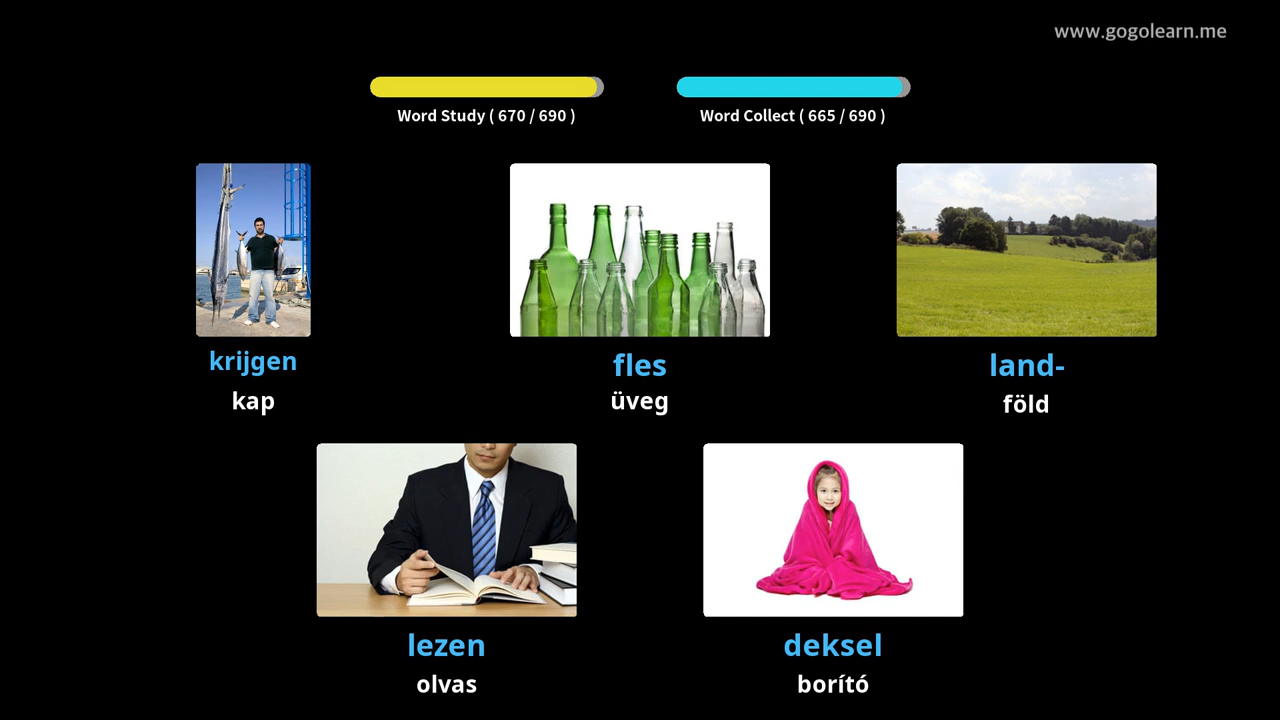 www.gogolearn.me
Word Study ( 670 / 690 )
Word Collect ( 665 / 690 )
krijgen
kap
fles
üveg
land-
föld
lezen
olvas
deksel
borító